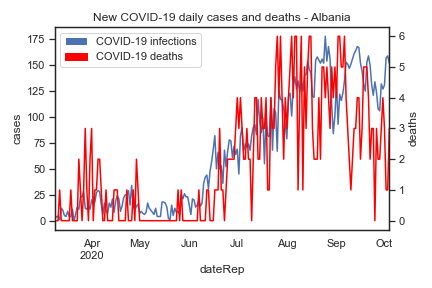 New COVID-19 daily cases and deaths - Albania
COVID-19 infections
COVID-19 deaths
cases
175
150
125
100
75
50
25
0
deaths
6
5
4
3
2
1
0
Apr
2020
May
Jun
Jul
Aug
Sep
Oct
dateRep